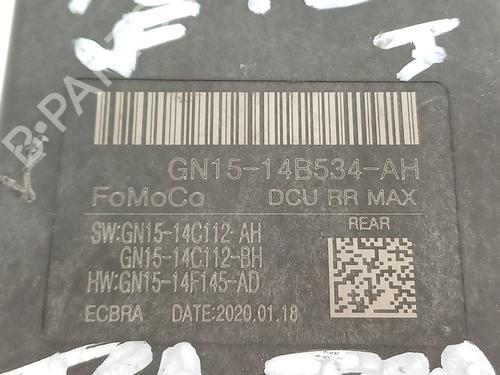 GN15-14B534-AH
FoMoCo DCU RR MAX
REAR
SW:GN15-14C112-AH
GN15-14C112-BH
HW:GN15-14F145-AD
ECBRA DATE:2020.01.18
B-PARTS